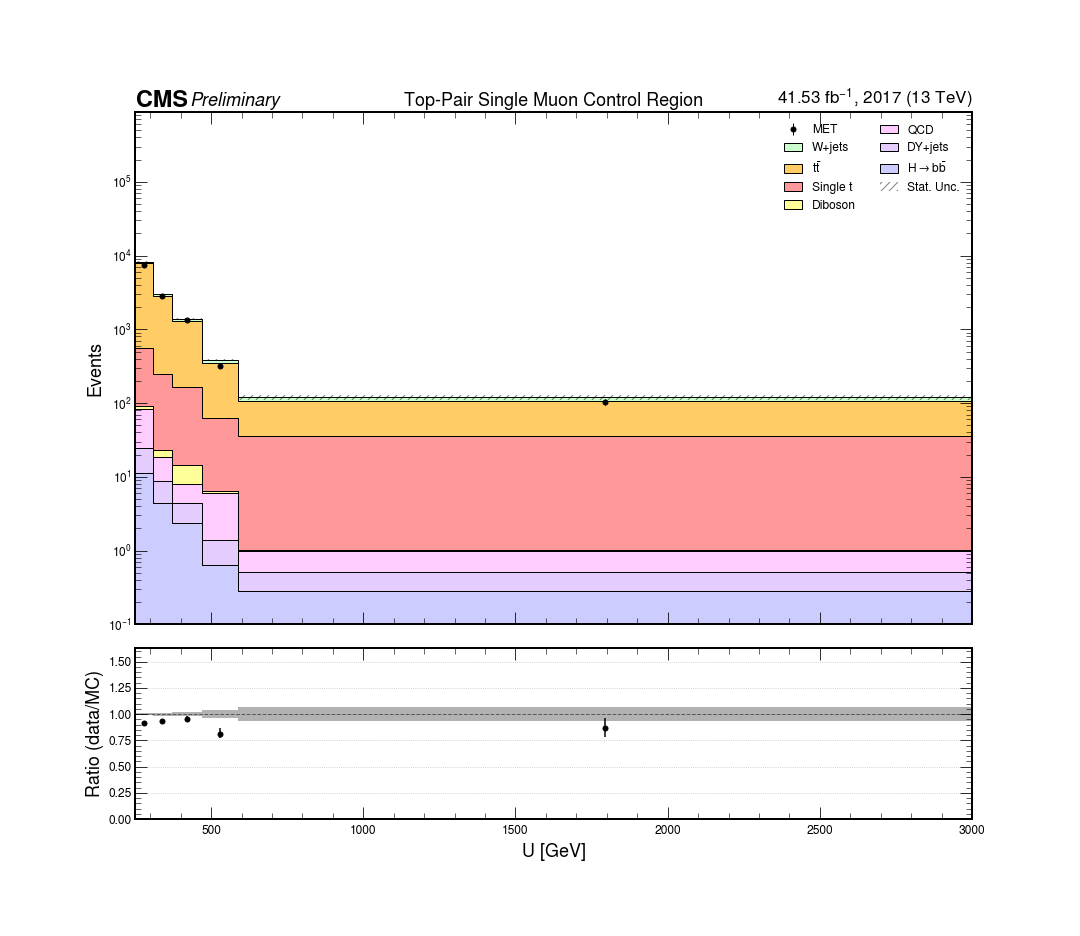 CMS Preliminary Top-Pair Single Muon Control Region 41.53 fb⁻¹, 2017 (13 TeV)
MET QCD
W+jets DY+jets
tt̄ H→bb̄
Single t Stat. Unc.
Diboson
Events
10⁵
10⁴
10³
10²
10¹
10⁰
10⁻¹
Ratio (data/MC)
1.50
1.25
1.00
0.75
0.50
0.25
0.00
500 1000 1500 2000 2500 3000
U [GeV]